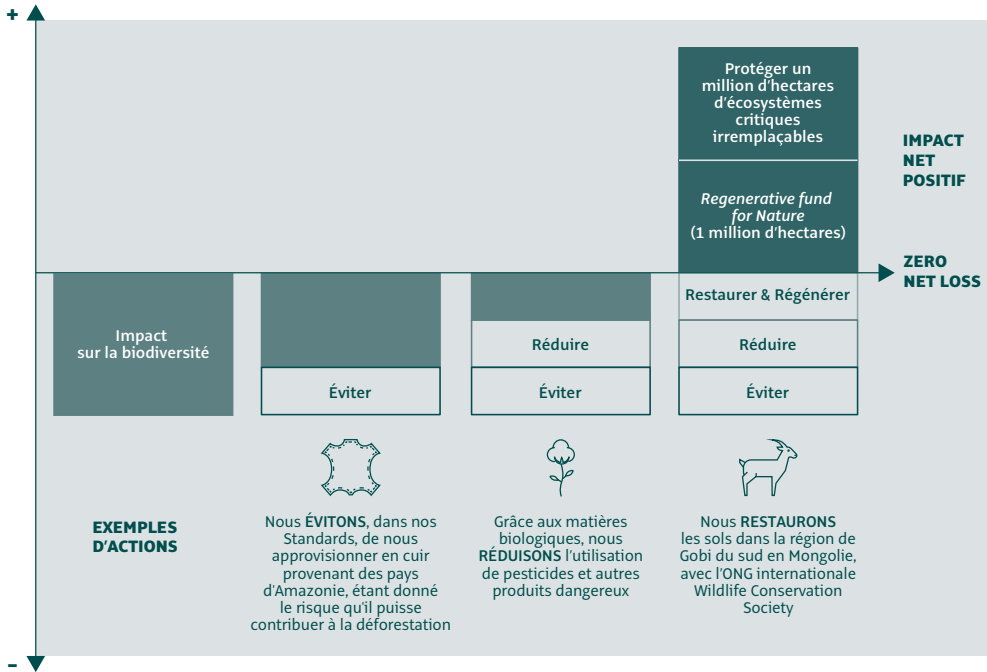 +
Protéger un
million d'hectares
d'écosystèmes
critiques
irremplaçables
IMPACT
NET
POSITIF
Regenerative fund
for Nature
(1 million d'hectares)
ZERO
NET LOSS
Impact
sur la biodiversité
Éviter
Réduire
Éviter
Restaurer & Régénérer
Réduire
Éviter
EXEMPLES
D'ACTIONS
Nous ÉVITONS, dans nos
Standards, de nous
approvisionner en cuir
provenant des pays
d'Amazonie, étant donné
le risque qu'il puisse
contribuer à la déforestation
Grâce aux matières
biologiques, nous
RÉDUISONS l'utilisation
de pesticides et autres
produits dangereux
Nous RESTAURONS
les sols dans la région de
Gobi du sud en Mongolie,
avec l'ONG internationale
Wildlife Conservation
Society
–